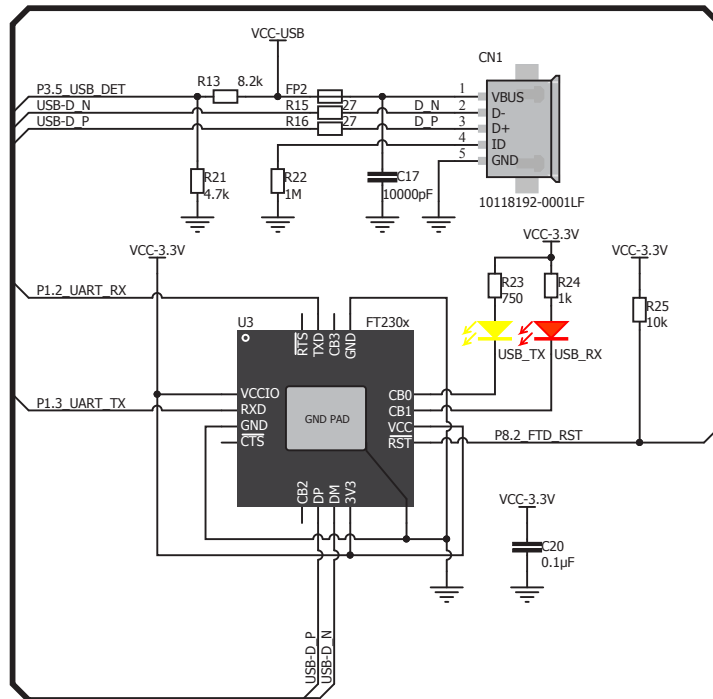 VCC-USB
CN1
R13 8.2k
P3.5_USB_DET
FP2
1
VBUS
USB-D_N
R15
27
D_N
2
D-
USB-D_P
R16
27
D_P
3
D+
4
ID
5
GND
R21
4.7k
R22
1M
C17
10000pF
10118192-0001LF
VCC-3.3V
VCC-3.3V
VCC-3.3V
R23
750
R24
1k
R25
10k
P1.2_UART_RX
U3
FT230x
RTS
TXD
CB3
GND
USB_TX
USB_RX
VCCIO
RXD
GND
CTS
GND PAD
CB0
CB1
VCC
RST
P1.3_UART_TX
P8.2_FTD_RST
CB2
DP
DM
3V3
VCC-3.3V
C20
0.1µF
USB-D_P
USB-D_N